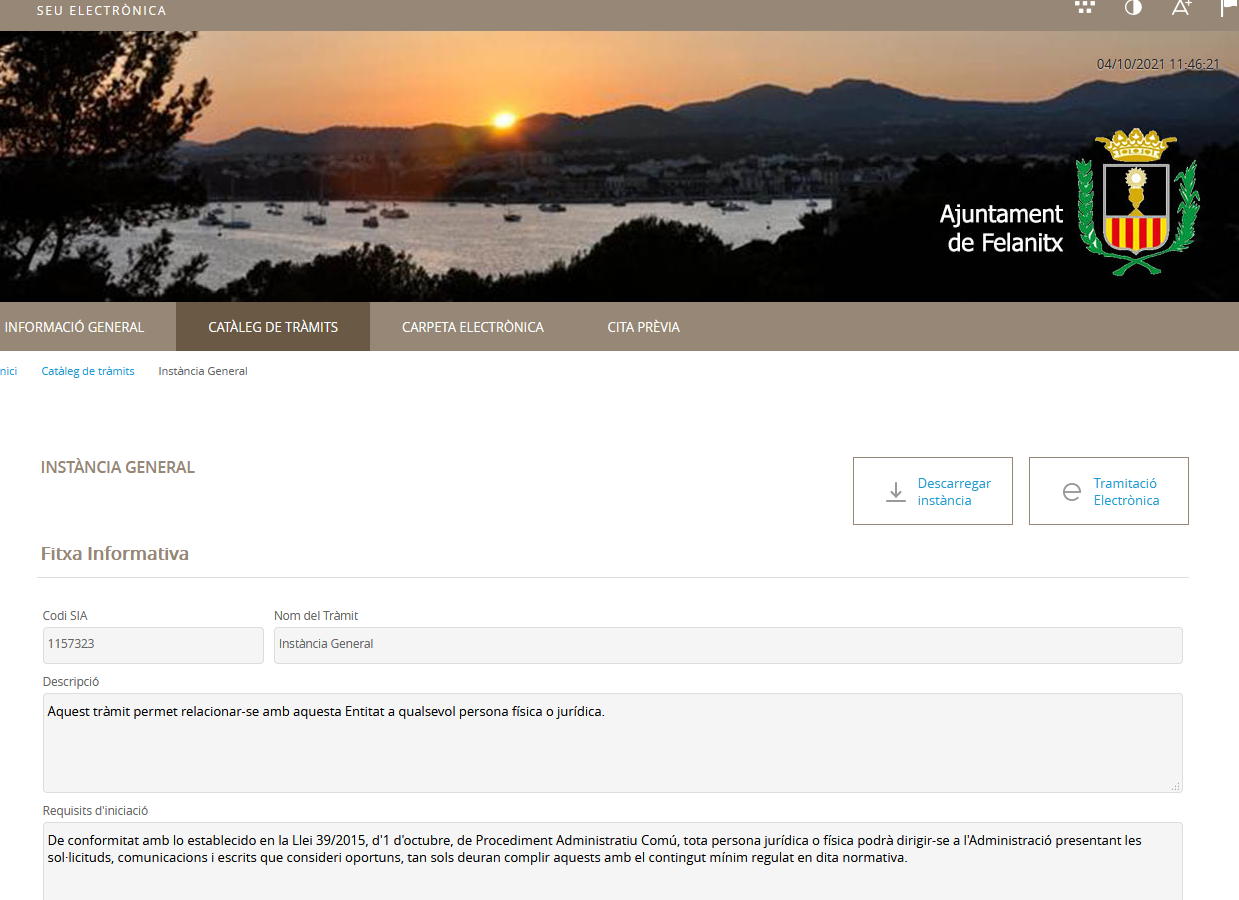 SEU ELECTRÒNICA
04/10/2021 11:46:21
Ajuntament
de Felanitx
INFORMACIÓ GENERAL CATÀLEG DE TRÀMITS CARPETA ELECTRÒNICA CITA PRÈVIA
nici Catàleg de tràmits Instància General
INSTÀNCIA GENERAL
Descarregar
instància
Tramitació
Electrònica
Fitxa Informativa
Codi SIA Nom del Tràmit
1157323 Instància General
Descripció
Aquest tràmit permet relacionar-se amb aquesta Entitat a qualsevol persona física o jurídica.
Requisits d'iniciació
De conformitat amb lo establecido en la Llei 39/2015, d'1 d'octubre, de Procediment Administratiu Comú, tota persona jurídica o física podrà dirigir-se a l'Administració presentant les
sol·licituds, comunicacions i escrits que consideri oportuns, tan sols deuran complir aquests amb el contingut mínim regulat en dita normativa.